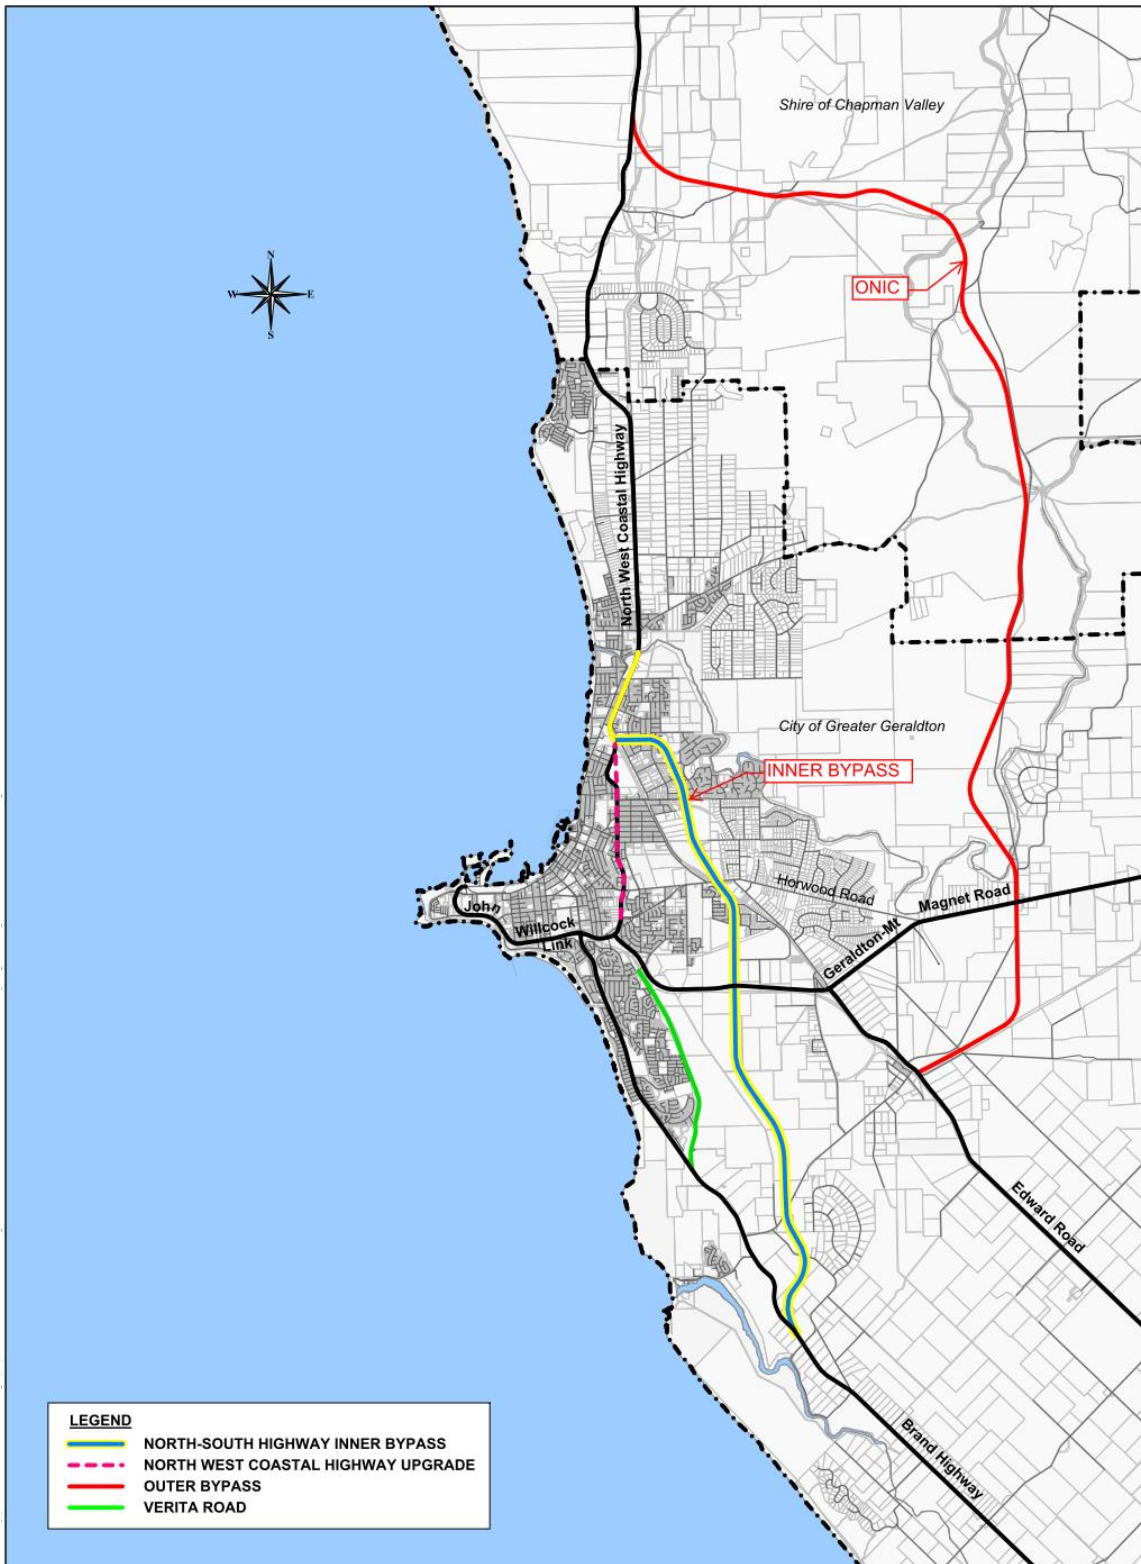 Shire of Chapman Valley
N
W
E
S
ONIC
North West Coastal Highway
City of Greater Geraldton
INNER BYPASS
Horwood Road
Magnet Road
John
Willcock
Link
Geraldton-Mt
Edward Road
Brand Highway
LEGEND
NORTH-SOUTH HIGHWAY INNER BYPASS
NORTH WEST COASTAL HIGHWAY UPGRADE
OUTER BYPASS
VERITA ROAD